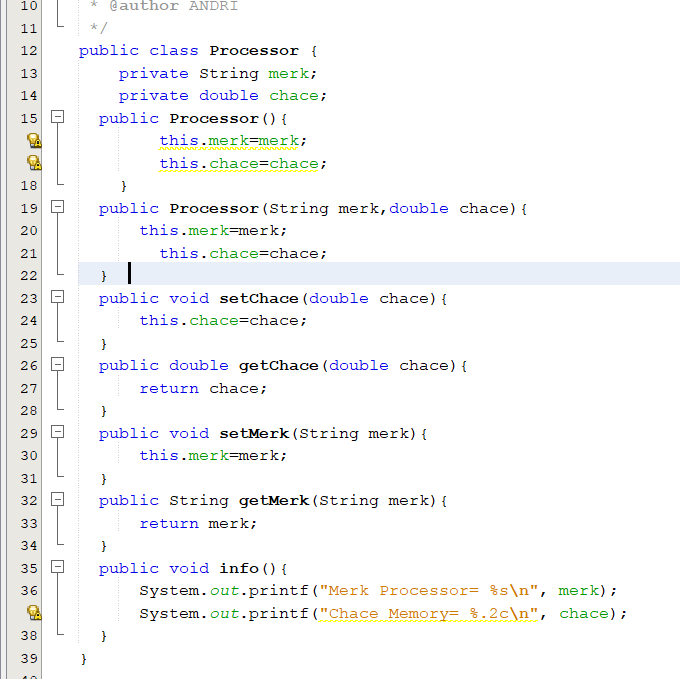 10 * @author ANDRI
11 */
12 public class Processor {
13 private String merk;
14 private double chace;
15 public Processor(){
this.merk=merk;
this.chace=chace;
18 }
19 public Processor(String merk,double chace){
20 this.merk=merk;
21 this.chace=chace;
22 }
23 public void setChace(double chace){
24 this.chace=chace;
25 }
26 public double getChace(double chace){
27 return chace;
28 }
29 public void setMerk(String merk){
30 this.merk=merk;
31 }
32 public String getMerk(String merk){
33 return merk;
34 }
35 public void info(){
36 System.out.printf("Merk Processor= %s\n", merk);
System.out.printf("Chace Memory= %.2c\n", chace);
38 }
39 }